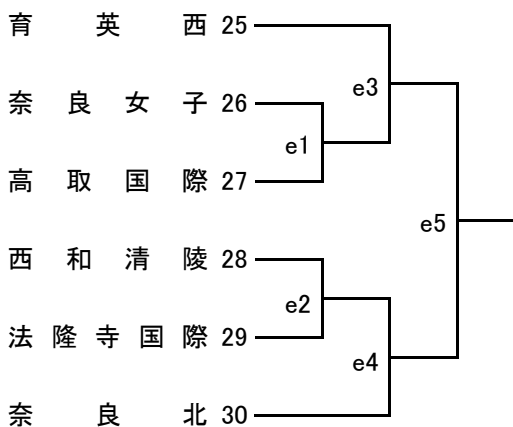 育英西 25
e3
奈良女子 26
e1
高取国際 27
e5
西和清陵 28
e2
法隆寺国際 29
e4
奈良北 30